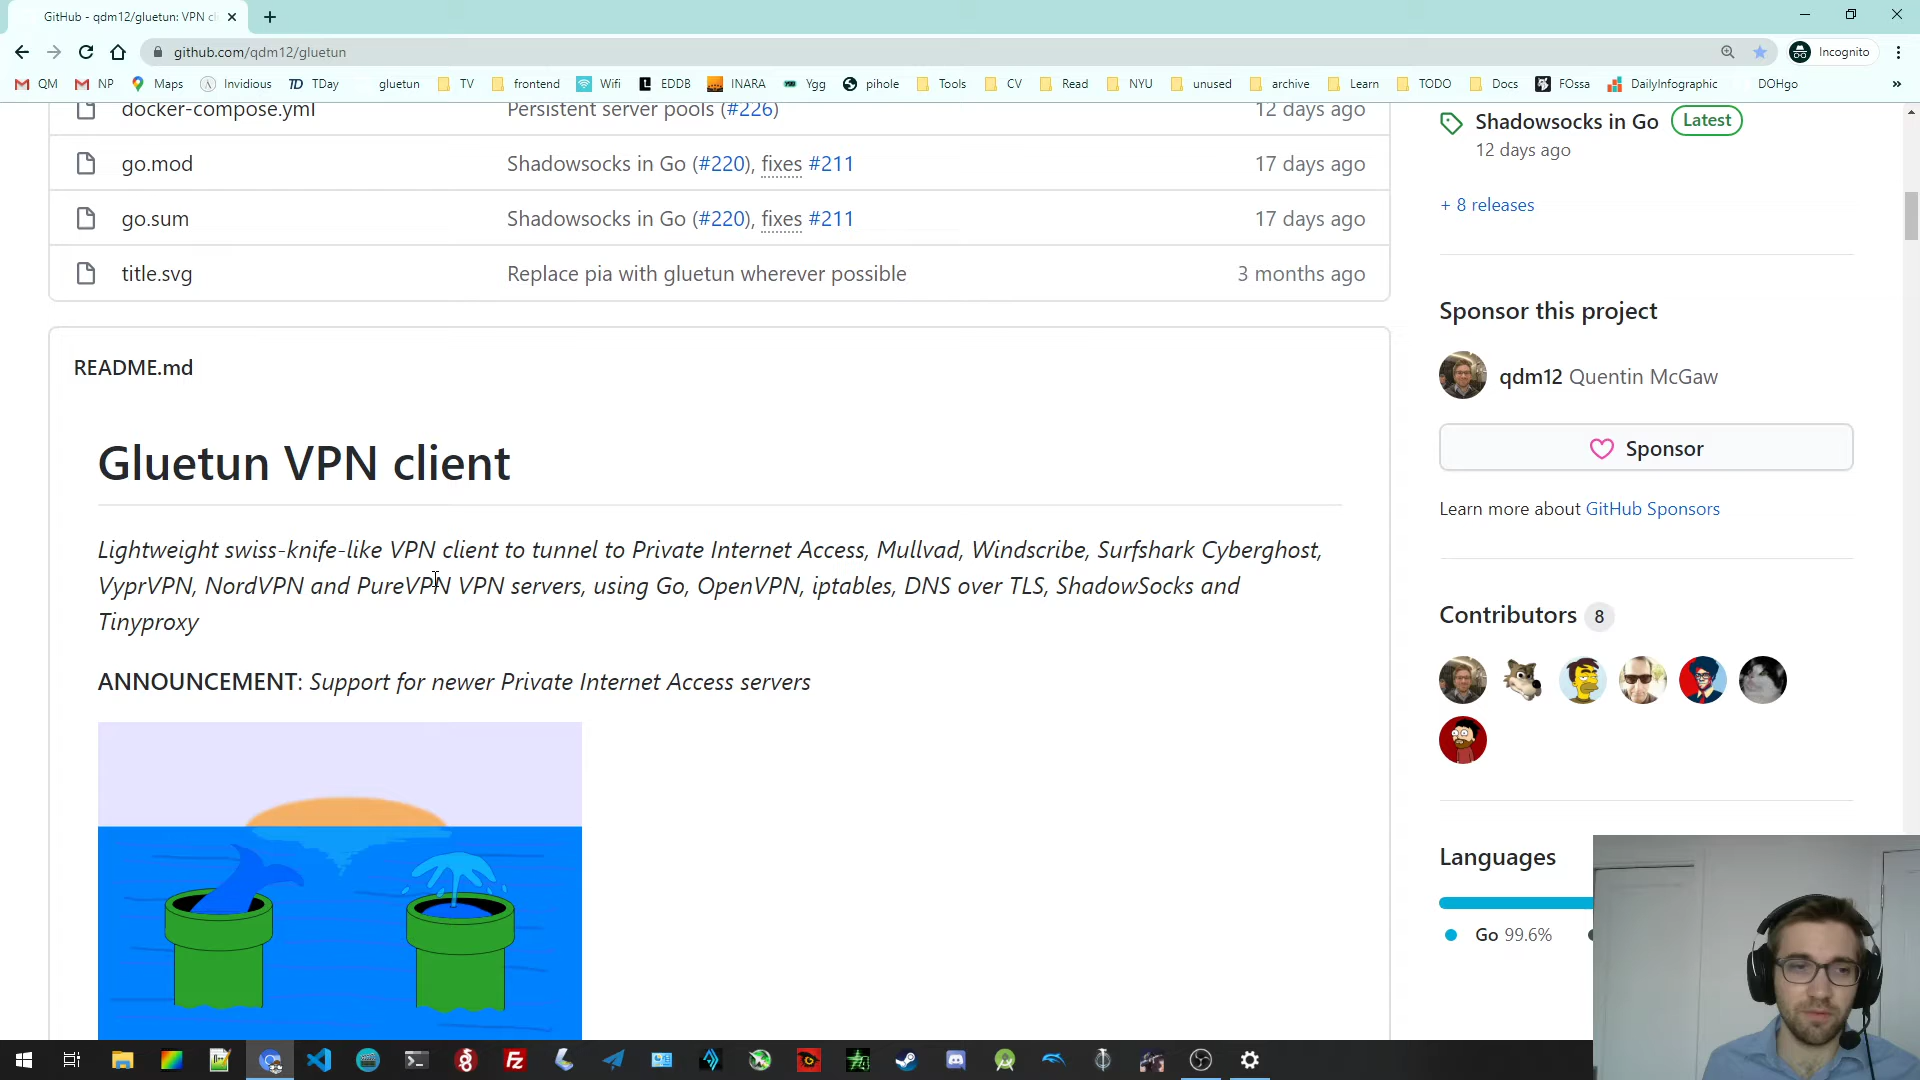 GitHub - qdm12/gluetun: VPN cli
github.com/qdm12/gluetun
Incognito
QM NP Maps Invidious TDay gluetun TV frontend Wifi EDDB INARA Ygg pihole Tools CV Read NYU unused archive Learn TODO Docs FOssa DailyInfographic DOHgo »
docker-compose.yml Persistent server pools (#226) 12 days ago
go.mod Shadowsocks in Go (#220), fixes #211 17 days ago
go.sum Shadowsocks in Go (#220), fixes #211 17 days ago
title.svg Replace pia with gluetun wherever possible 3 months ago
README.md
Gluetun VPN client
Lightweight swiss-knife-like VPN client to tunnel to Private Internet Access, Mullvad, Windscribe, Surfshark Cyberghost,
VyprVPN, NordVPN and PureVPN VPN servers, using Go, OpenVPN, iptables, DNS over TLS, ShadowSocks and
Tinyproxy
ANNOUNCEMENT: Support for newer Private Internet Access servers
Shadowsocks in Go Latest
12 days ago
+ 8 releases
Sponsor this project
qdm12 Quentin McGaw
Sponsor
Learn more about GitHub Sponsors
Contributors 8
Languages
Go 99.6%